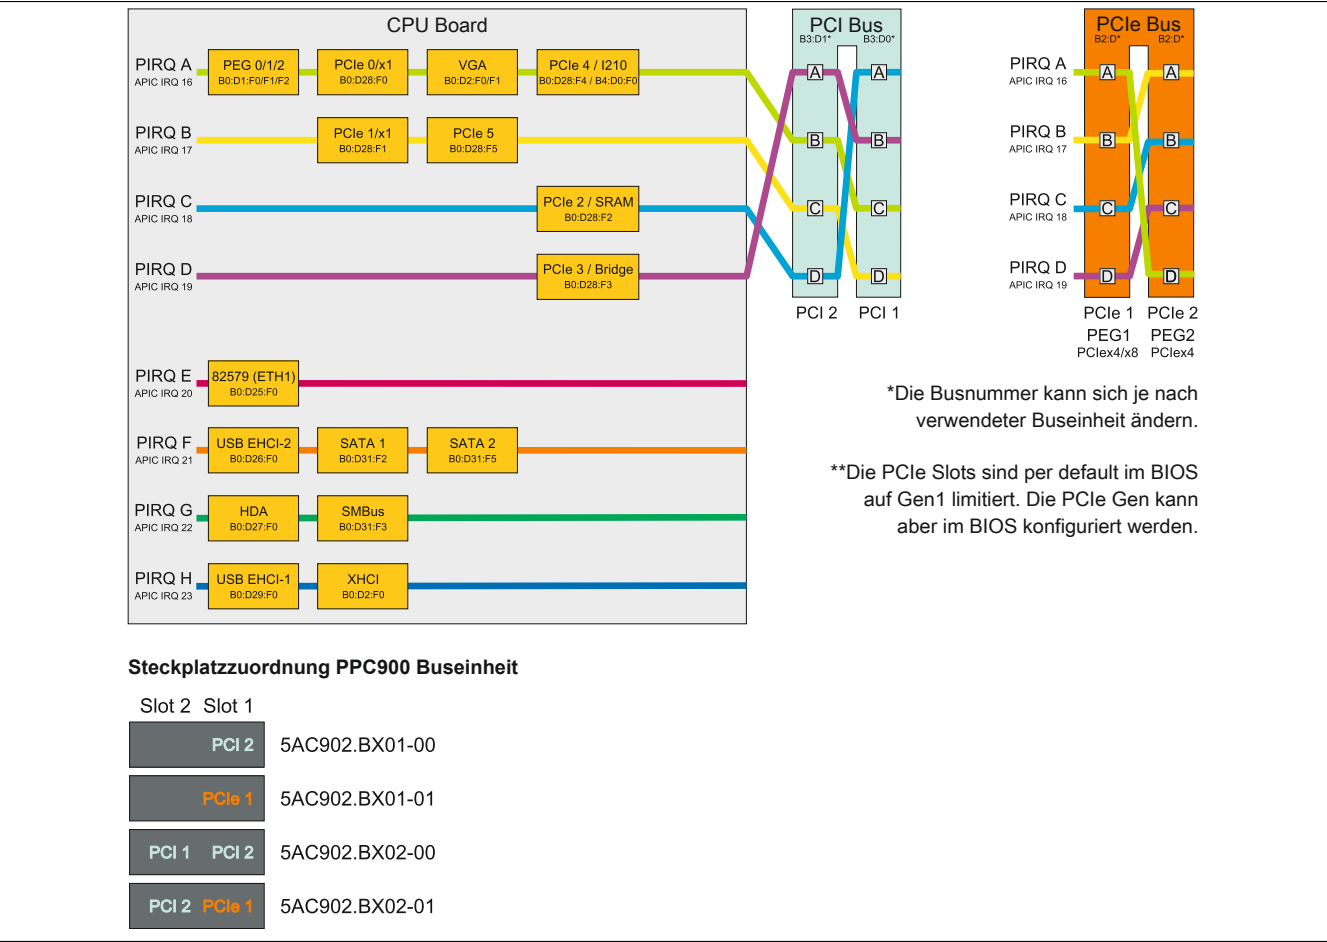 CPU Board
PCI Bus
B3:D1* B3:D0*
PCIe Bus
B2:D* B2:D*
PIRQ A
APIC IRQ 16
PEG 0/1/2
B0:D1:F0/F1/F2
PCIe 0/x1
B0:D28:F0
VGA
B0:D2:F0/F1
PCIe 4 / I210
B0:D28:F4 / B4:D0:F0
A A
PIRQ A
APIC IRQ 16
A A
PIRQ B
APIC IRQ 17
PCIe 1/x1
B0:D28:F1
PCIe 5
B0:D28:F5
B B
PIRQ B
APIC IRQ 17
B B
PIRQ C
APIC IRQ 18
PCIe 2 / SRAM
B0:D28:F2
C C
PIRQ C
APIC IRQ 18
C C
PIRQ D
APIC IRQ 19
PCIe 3 / Bridge
B0:D28:F3
D D
PIRQ D
APIC IRQ 19
D D
PCI 2 PCI 1
PCIe 1 PCIe 2
PEG1 PEG2
PCIex4/x8 PCIex4
PIRQ E
APIC IRQ 20
82579 (ETH1)
B0:D25:F0
*Die Busnummer kann sich je nach
verwendeter Buseinheit ändern.
PIRQ F
APIC IRQ 21
USB EHCI-2
B0:D26:F0
SATA 1
B0:D31:F2
SATA 2
B0:D31:F5
**Die PCIe Slots sind per default im BIOS
auf Gen1 limitiert. Die PCIe Gen kann
aber im BIOS konfiguriert werden.
PIRQ G
APIC IRQ 22
HDA
B0:D27:F0
SMBus
B0:D31:F3
PIRQ H
APIC IRQ 23
USB EHCI-1
B0:D29:F0
XHCI
B0:D2:F0
Steckplatzzuordnung PPC900 Buseinheit
Slot 2 Slot 1
PCI 2 5AC902.BX01-00
PCIe 1 5AC902.BX01-01
PCI 1 PCI 2 5AC902.BX02-00
PCI 2 PCIe 1 5AC902.BX02-01